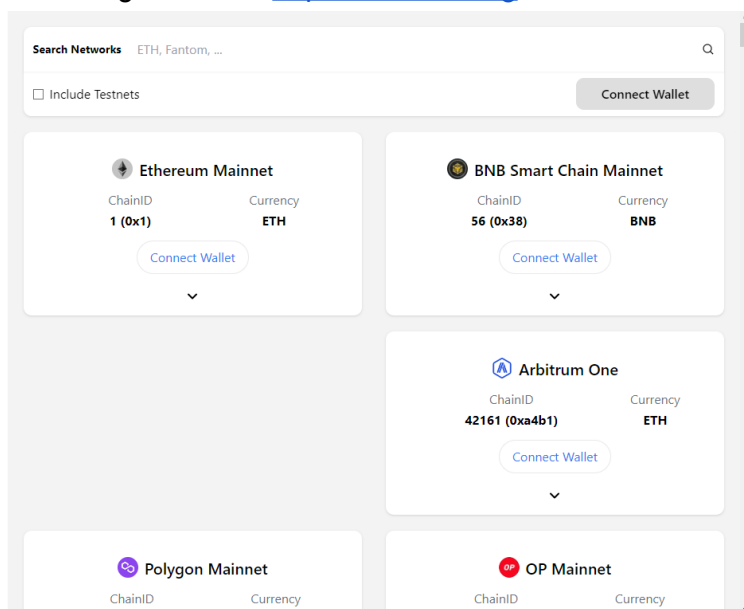 Search Networks ETH, Fantom, ...
Include Testnets
Connect Wallet
Ethereum Mainnet
ChainID Currency
1 (0x1) ETH
Connect Wallet
BNB Smart Chain Mainnet
ChainID Currency
56 (0x38) BNB
Connect Wallet
Arbitrum One
ChainID Currency
42161 (0xa4b1) ETH
Connect Wallet
Polygon Mainnet
ChainID Currency
OP Mainnet
ChainID Currency